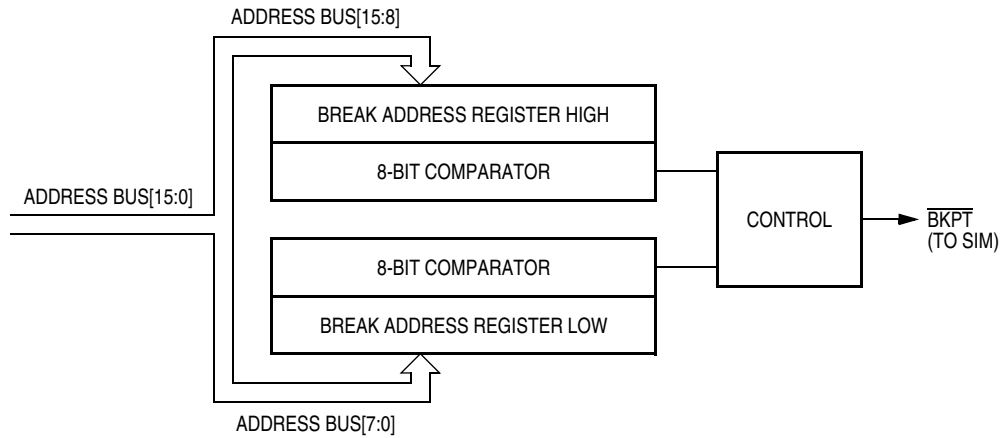 ADDRESS BUS[15:8]
BREAK ADDRESS REGISTER HIGH
8-BIT COMPARATOR
ADDRESS BUS[15:0]
CONTROL
BKPT
(TO SIM)
8-BIT COMPARATOR
BREAK ADDRESS REGISTER LOW
ADDRESS BUS[7:0]